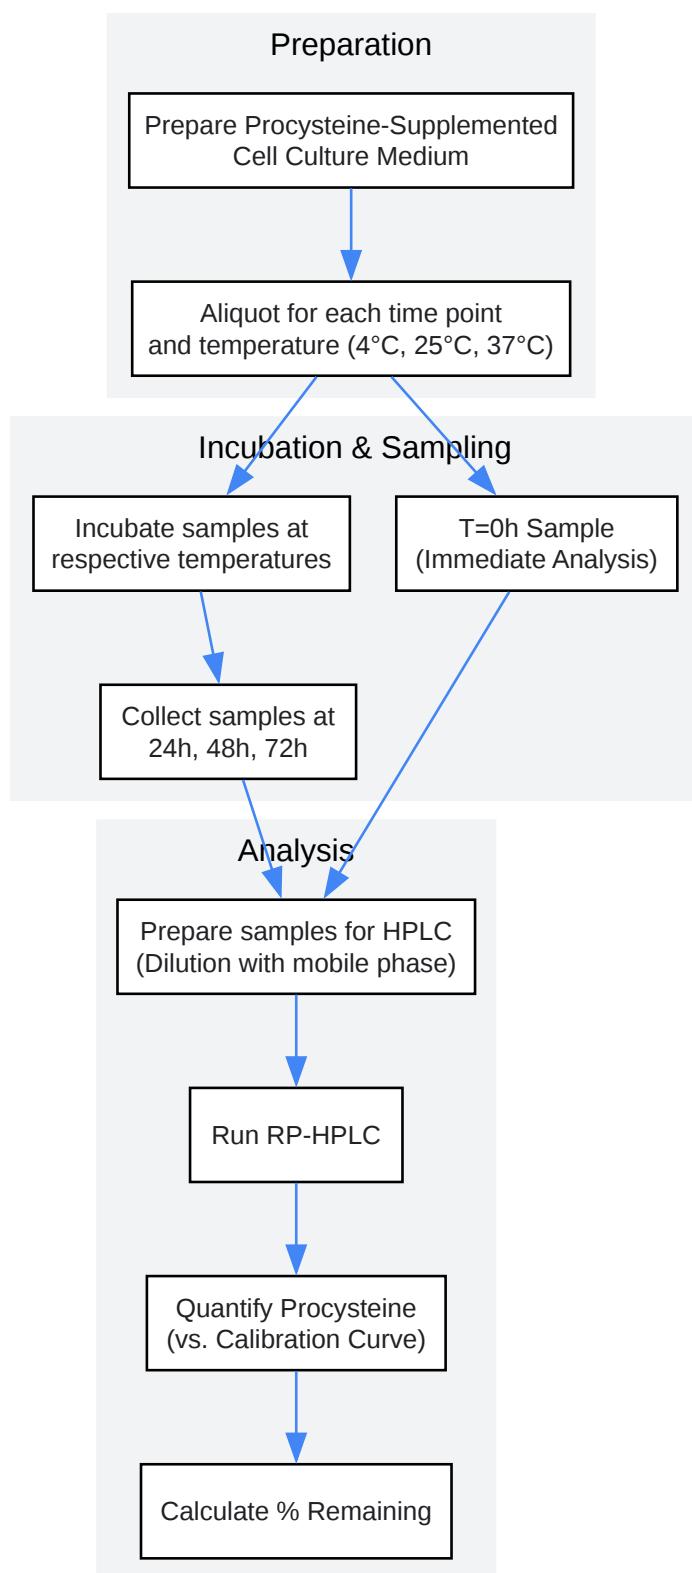 Preparation
Prepare Procysteine-Supplemented
Cell Culture Medium
Aliquot for each time point
and temperature (4°C, 25°C, 37°C)
Incubation & Sampling
Incubate samples at
respective temperatures
T=0h Sample
(Immediate Analysis)
Collect samples at
24h, 48h, 72h
Analysis
Prepare samples for HPLC
(Dilution with mobile phase)
Run RP-HPLC
Quantify Procysteine
(vs. Calibration Curve)
Calculate % Remaining